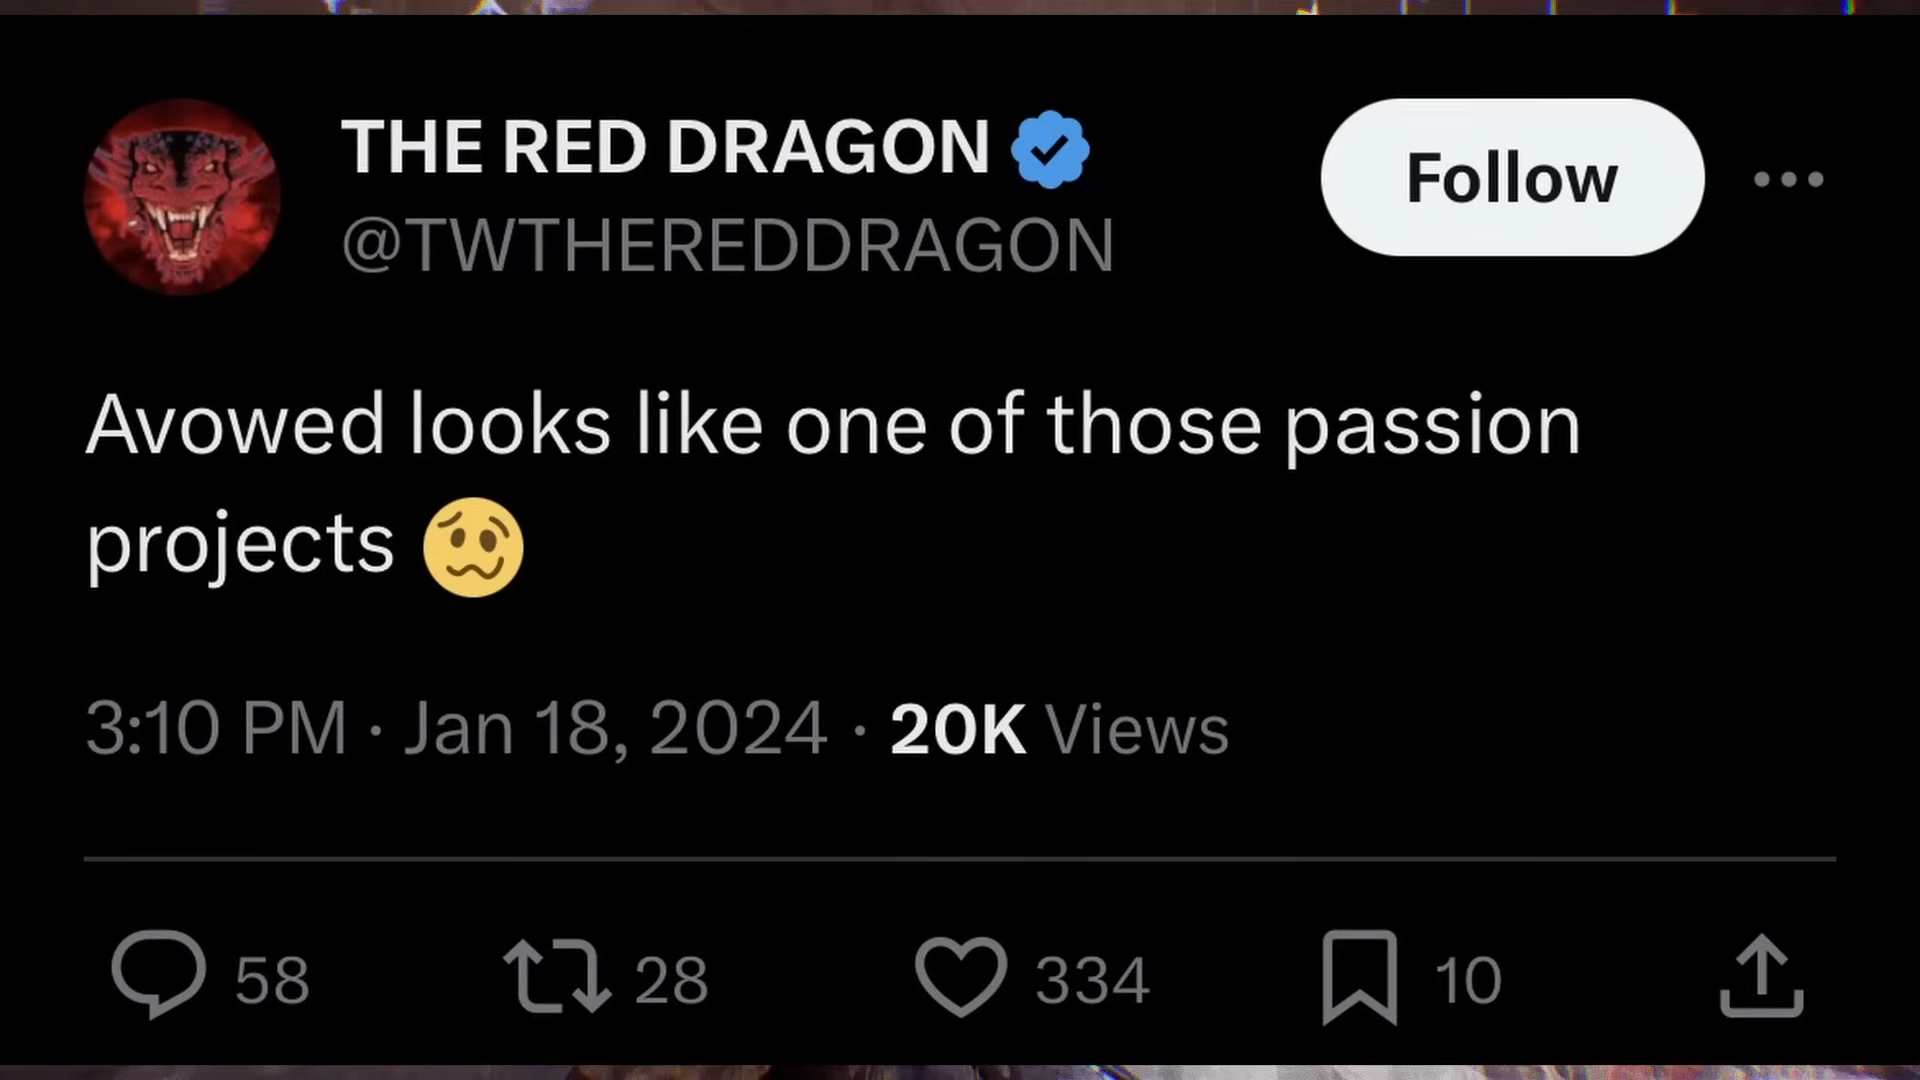 THE RED DRAGON
Follow
@TWTHEREDDRAGON
Avowed looks like one of those passion
projects 🥴
3:10 PM · Jan 18, 2024 · 20K Views
58 28 334 10